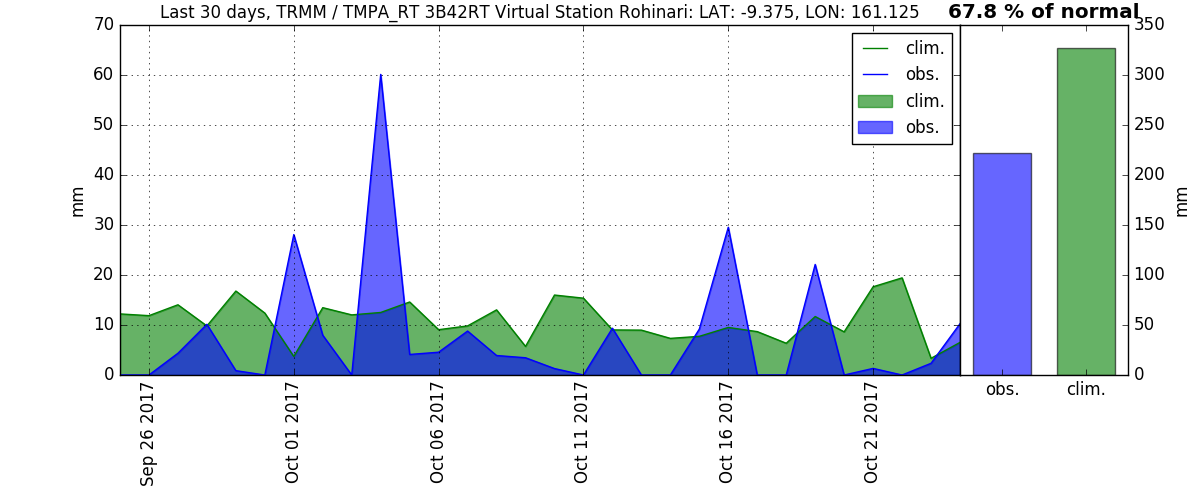 Last 30 days, TRMM / TMPA_RT 3B42RT Virtual Station Rohinari: LAT: -9.375, LON: 161.125
67.8 % of normal
70
60
50
40
30
20
10
0
mm
clim.
obs.
clim.
obs.
350
300
250
200
150
100
50
0
mm
obs.
clim.
Sep 26 2017
Oct 01 2017
Oct 06 2017
Oct 11 2017
Oct 16 2017
Oct 21 2017